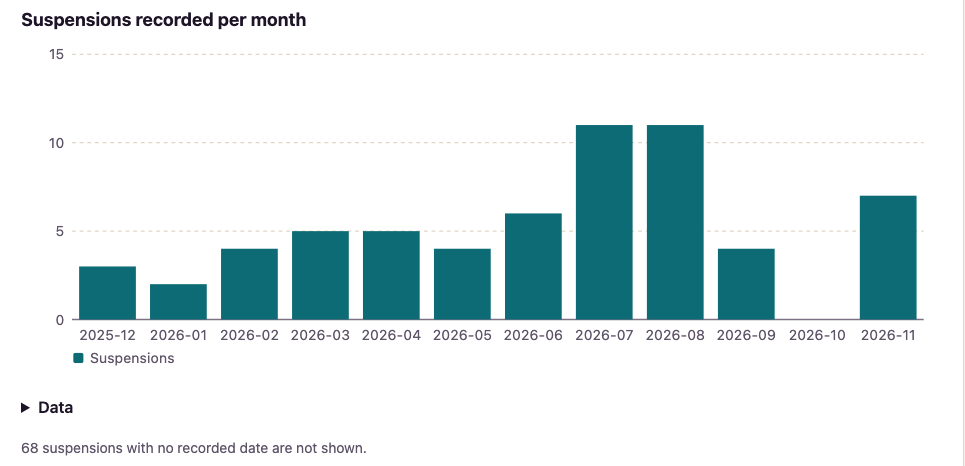 Suspensions recorded per month
15
10
5
0
2025-12 2026-01 2026-02 2026-03 2026-04 2026-05 2026-06 2026-07 2026-08 2026-09 2026-10 2026-11
Suspensions
Data
68 suspensions with no recorded date are not shown.